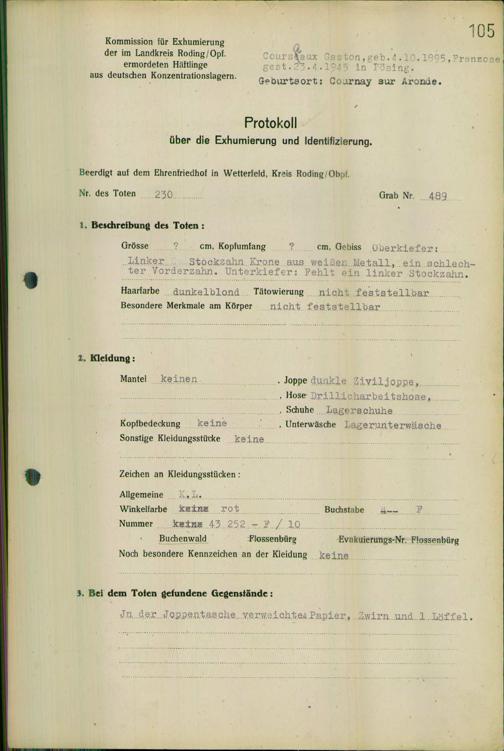 105
Kommission für Exhumierung
der im Landkreis Roding/Opf.
ermordeten Häftlinge
aus deutschen Konzentrationslagern.
Gaston, geb.4.10.1895, Franzose
gest.23.4.1945 in Pösing.
Geburtsort: Cournay sur Aronde.
Protokoll
über die Exhumierung und Identifizierung.
Beerdigt auf dem Ehrenfriedhof in Wetterfeld, Kreis Roding/Obpf.
Nr. des Toten 230 Grab Nr. 489
1. Beschreibung des Toten :
Grösse ? cm, Kopfumfang ? cm, Gebiss Oberkiefer:
Linker Stockzahn Krone aus weißen Metall, ein schlech-
ter Vorderzahn. Unterkiefer: Fehlt ein linker Stockzahn.
Haarfarbe dunkelblond Tätowierung nicht feststellbar
Besondere Merkmale am Körper nicht feststellbar
2. Kleidung :
Mantel keinen , Joppe dunkle Ziviljoppe,
, Hose Drillicharbeitshose,
, Schuhe Lagerschuhe
Kopfbedeckung keine , Unterwäsche Lagerunterwäsche
Sonstige Kleidungsstücke keine
Zeichen an Kleidungsstücken :
Allgemeine K.L.
Winkelfarbe keine rot Buchstabe F
Nummer keine 43 252 - F / 10
Buchenwald Flossenbürg Evakuierungs-Nr. Flossenbürg
Noch besondere Kennzeichen an der Kleidung keine
3. Bei dem Toten gefundene Gegenstände :
Jn der Joppentasche verweichtes Papier, Zwirn und 1 Löffel.